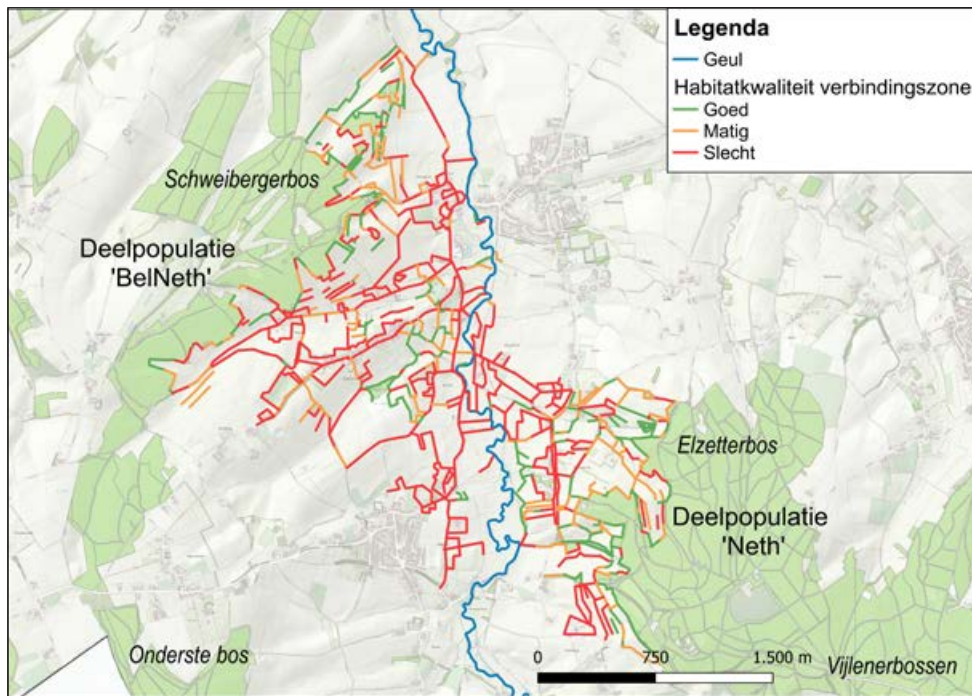 Legenda
Geul
Habitatkwaliteit verbindingszone
Goed
Matig
Slecht
Schweibergerbos
Deelpopulatie
'BelNeth'
Elzetterbos
Deelpopulatie
'Neth'
Onderste bos
0 750 1.500 m
Vijlenerbossen